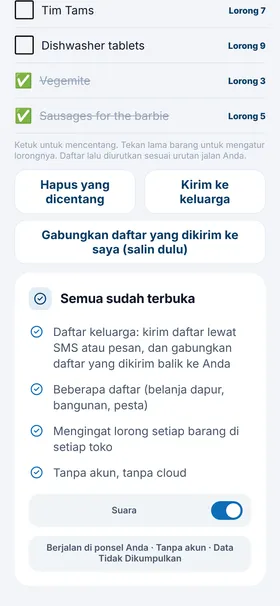 Tim Tams Lorong 7
Dishwasher tablets Lorong 9
Vegemite Lorong 3
Sausages for the barbie Lorong 5
Ketuk untuk mencentang. Tekan lama barang untuk mengatur
lorongnya. Daftar lalu diurutkan sesuai urutan jalan Anda.
Hapus yang
dicentang
Kirim ke
keluarga
Gabungkan daftar yang dikirim ke
saya (salin dulu)
Semua sudah terbuka
Daftar keluarga: kirim daftar lewat
SMS atau pesan, dan gabungkan
daftar yang dikirim balik ke Anda
Beberapa daftar (belanja dapur,
bangunan, pesta)
Mengingat lorong setiap barang di
setiap toko
Tanpa akun, tanpa cloud
Suara
Berjalan di ponsel Anda · Tanpa akun · Data
Tidak Dikumpulkan